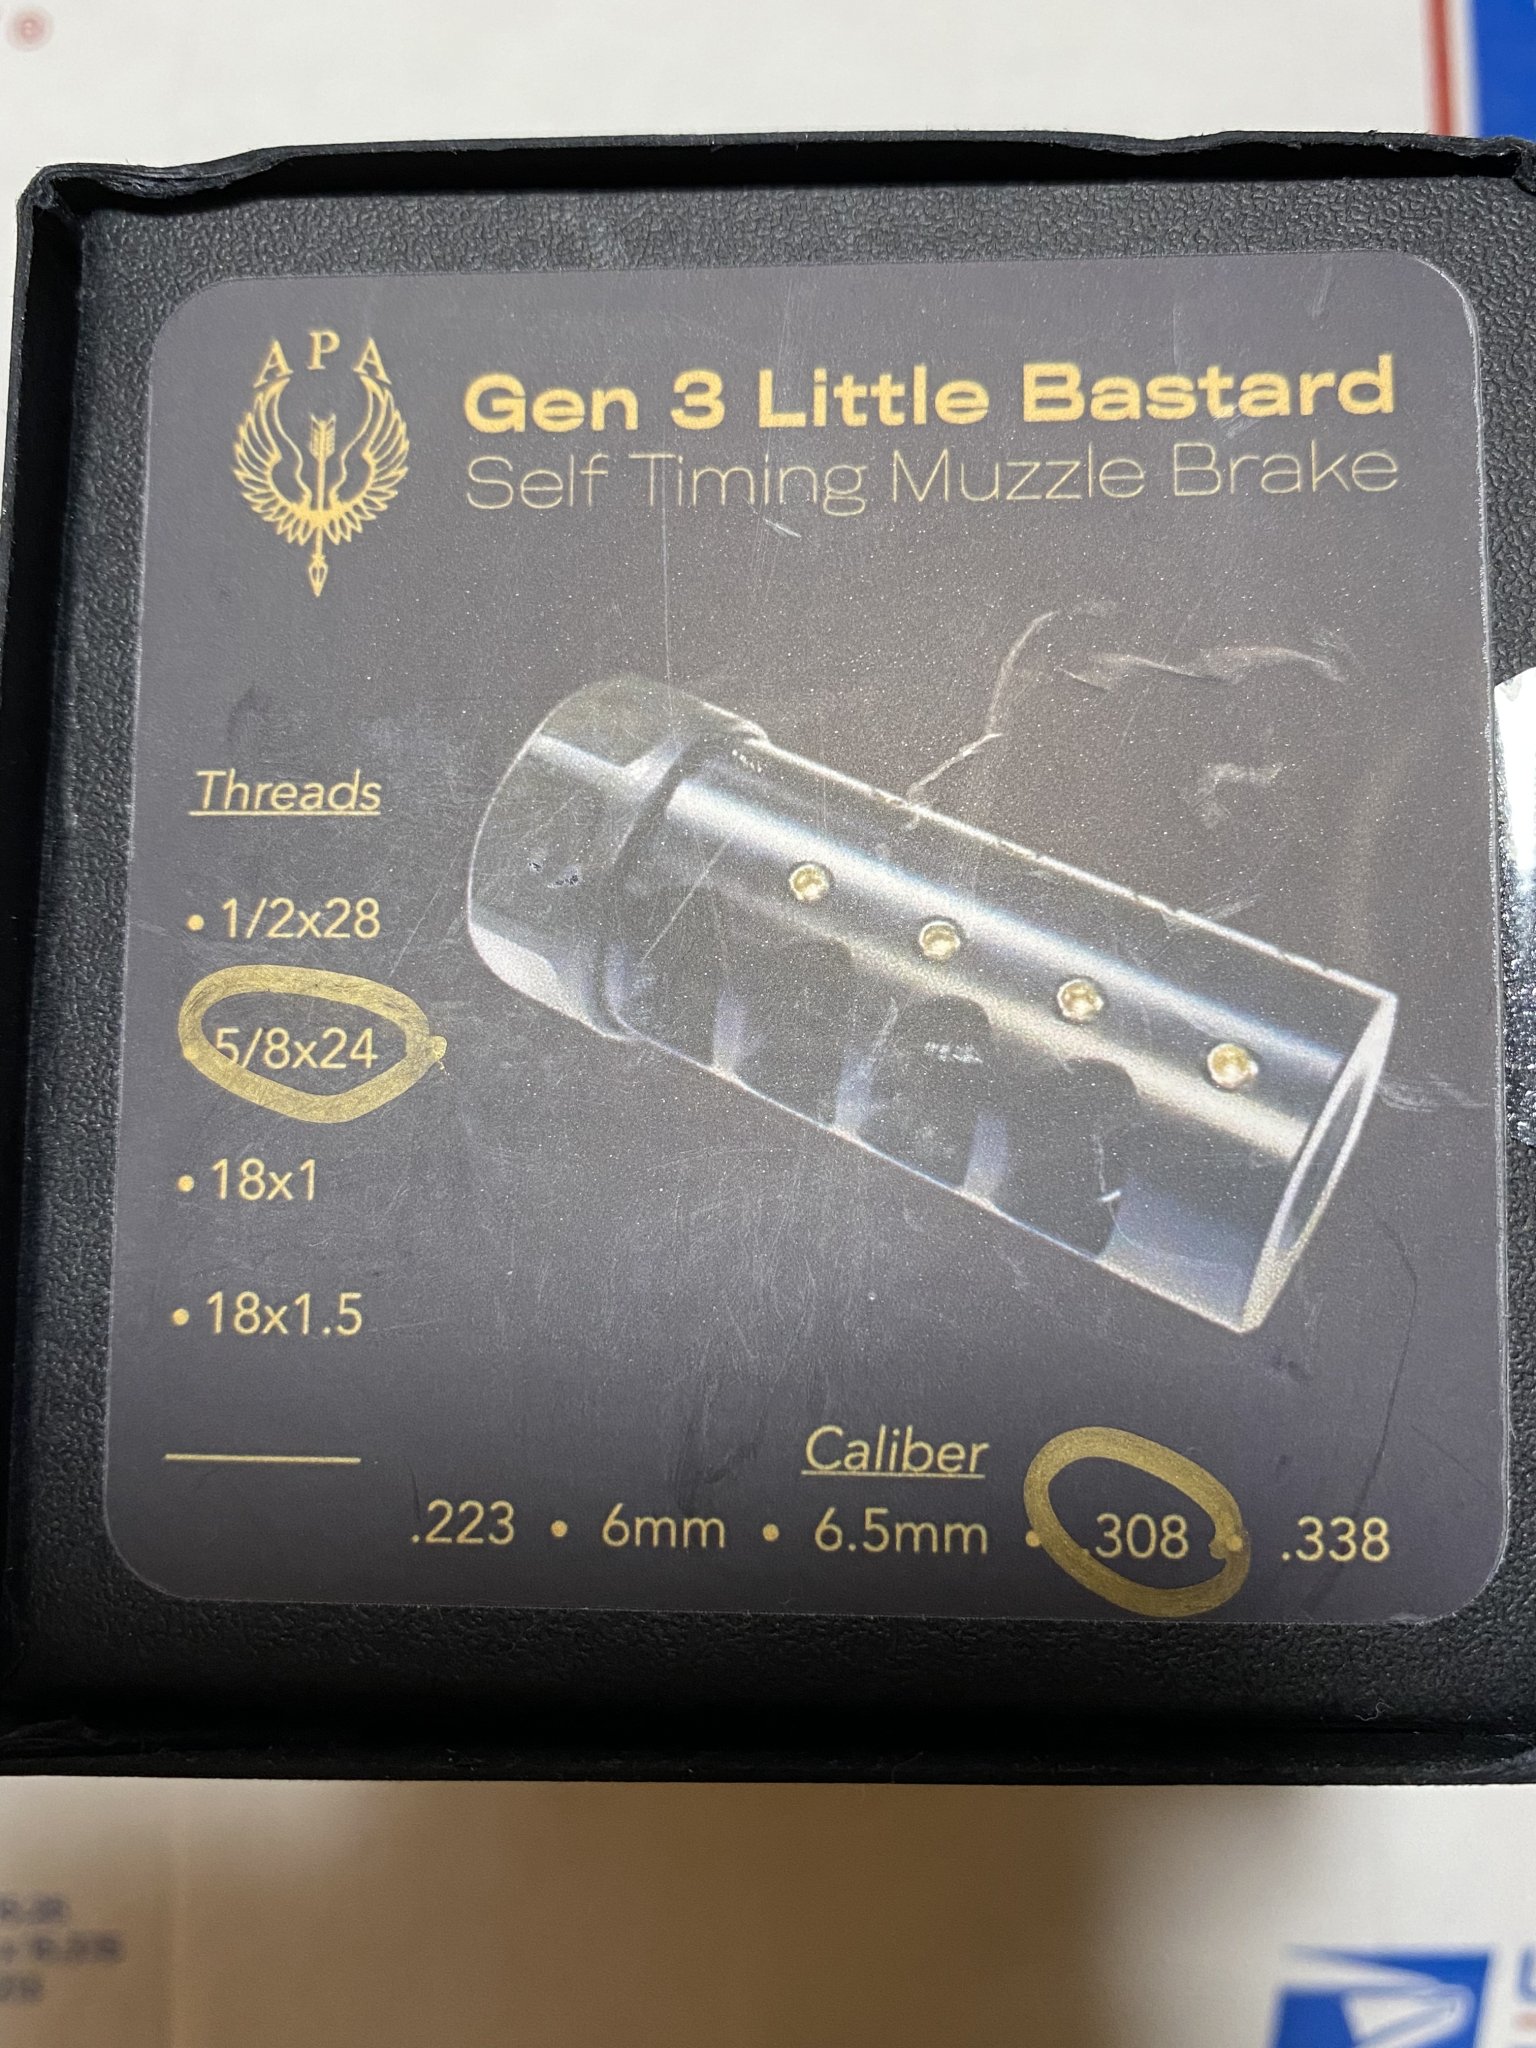 APA
Gen 3 Little Bastard
Self Timing Muzzle Brake
Threads
• 1/2x28
• 5/8x24
• 18x1
• 18x1.5
Caliber
.223 • 6mm • 6.5mm • .308 • .338